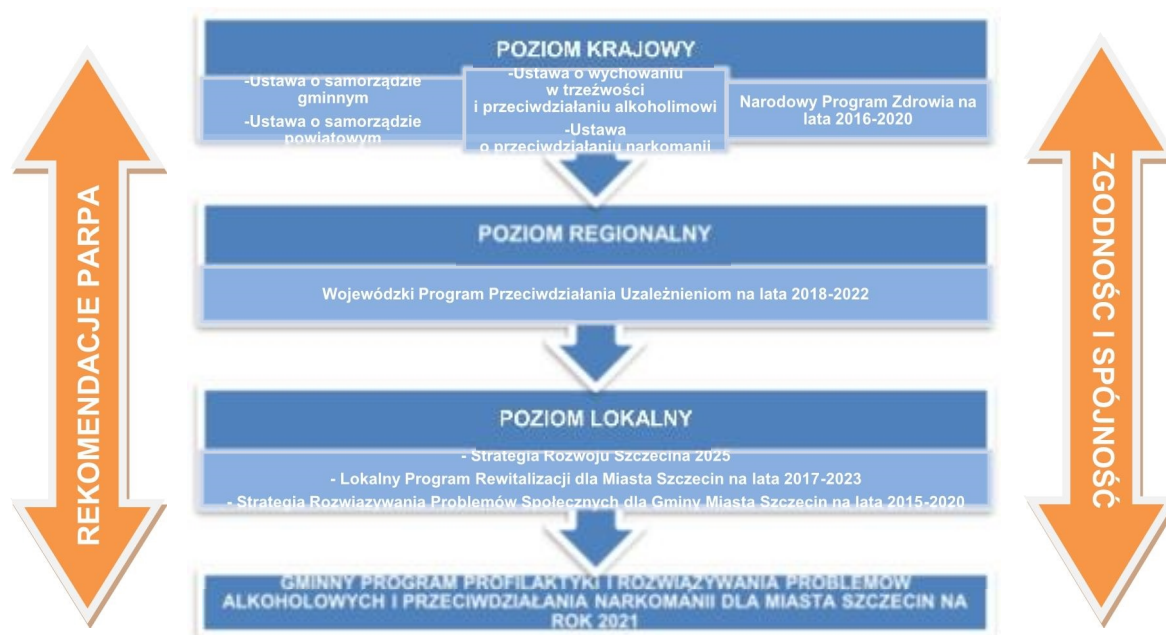 POZIOM KRAJOWY
-Ustawa o samorządzie
gminnym
-Ustawa o samorządzie
powiatowym
-Ustawa o wychowaniu
w trzeźwości
i przeciwdziałaniu alkoholimowi
-Ustawa
o przeciwdziałaniu narkomanii
Narodowy Program Zdrowia na
lata 2016-2020
REKOMENDACJE PARPA
ZGODNOŚĆ I SPÓJNOŚĆ
POZIOM REGIONALNY
Wojewódzki Program Przeciwdziałania Uzależnieniom na lata 2018-2022
POZIOM LOKALNY
- Strategia Rozwoju Szczecina 2025
- Lokalny Program Rewitalizacji dla Miasta Szczecin na lata 2017-2023
- Strategia Rozwiązywania Problemów Społecznych dla Gminy Miasta Szczecin na lata 2015-2020
GMINNY PROGRAM PROFILAKTYKI I ROZWIĄZYWANIA PROBLEMÓW
ALKOHOLOWYCH I PRZECIWDZIAŁANIA NARKOMANII DLA MIASTA SZCZECIN NA
ROK 2021